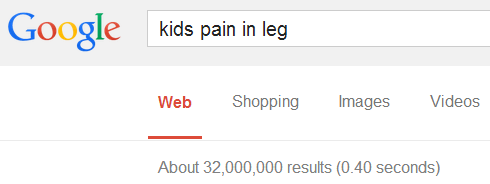 Google kids pain in leg
Web Shopping Images Videos
About 32,000,000 results (0.40 seconds)